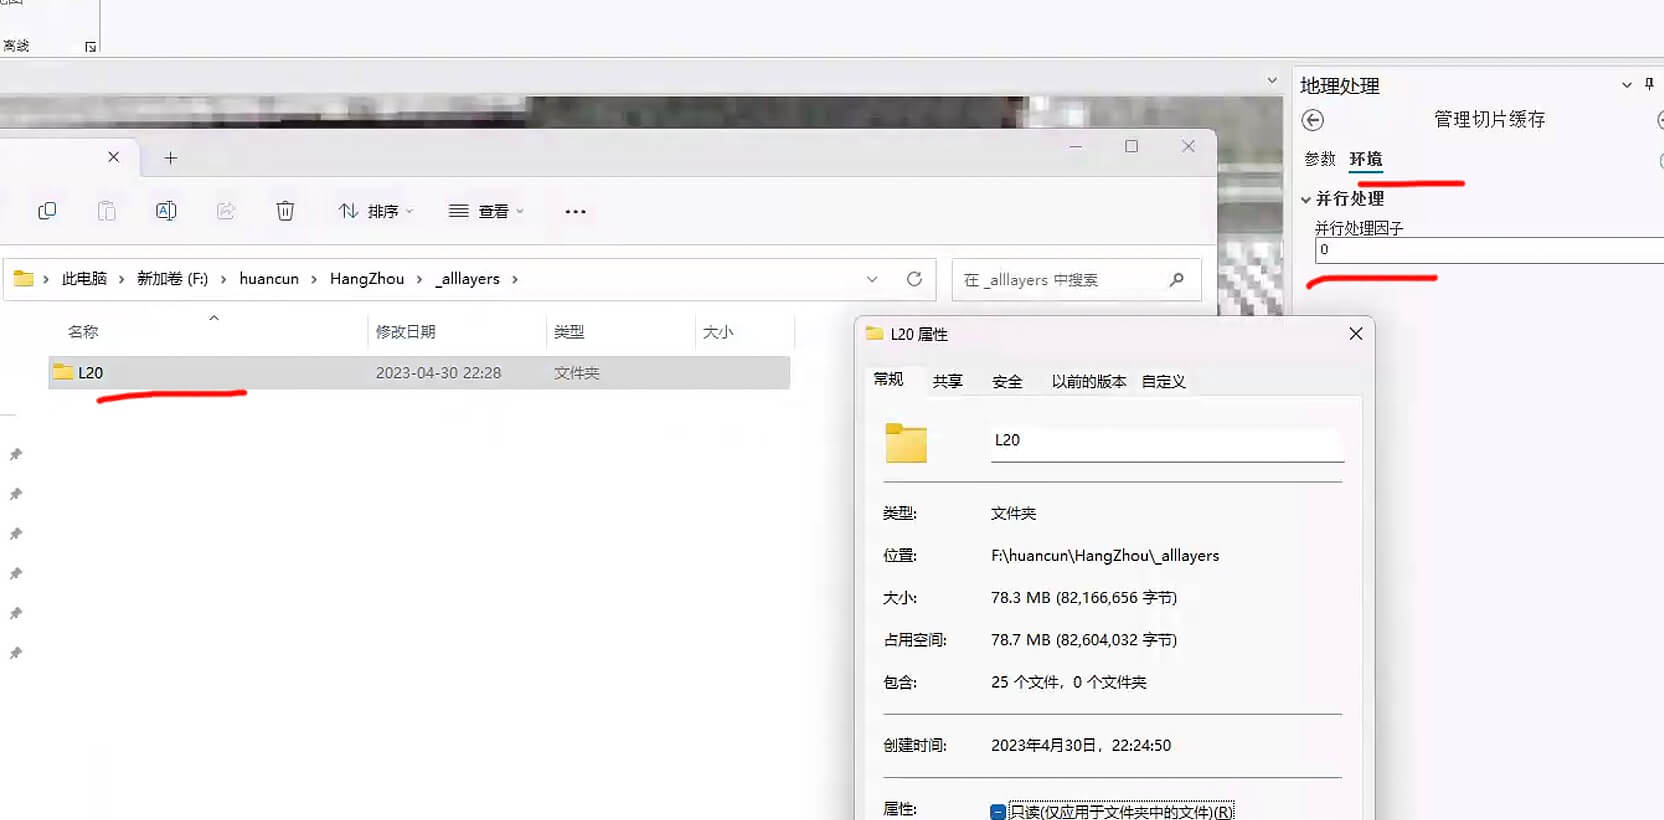 离线
地理处理
管理切片缓存
参数 环境
并行处理
并行处理因子
0
排序 查看
此电脑 新加卷 (F:) huancun HangZhou _alllayers
在 _alllayers 中搜索
名称 修改日期 类型 大小
L20 2023-04-30 22:28 文件夹
L20 属性
常规 共享 安全 以前的版本 自定义
L20
类型: 文件夹
位置: F:\huancun\HangZhou\_alllayers
大小: 78.3 MB (82,166,656 字节)
占用空间: 78.7 MB (82,604,032 字节)
包含: 25 个文件，0 个文件夹
创建时间: 2023年4月30日，22:24:50
属性: 只读(仅应用于文件夹中的文件)(R)